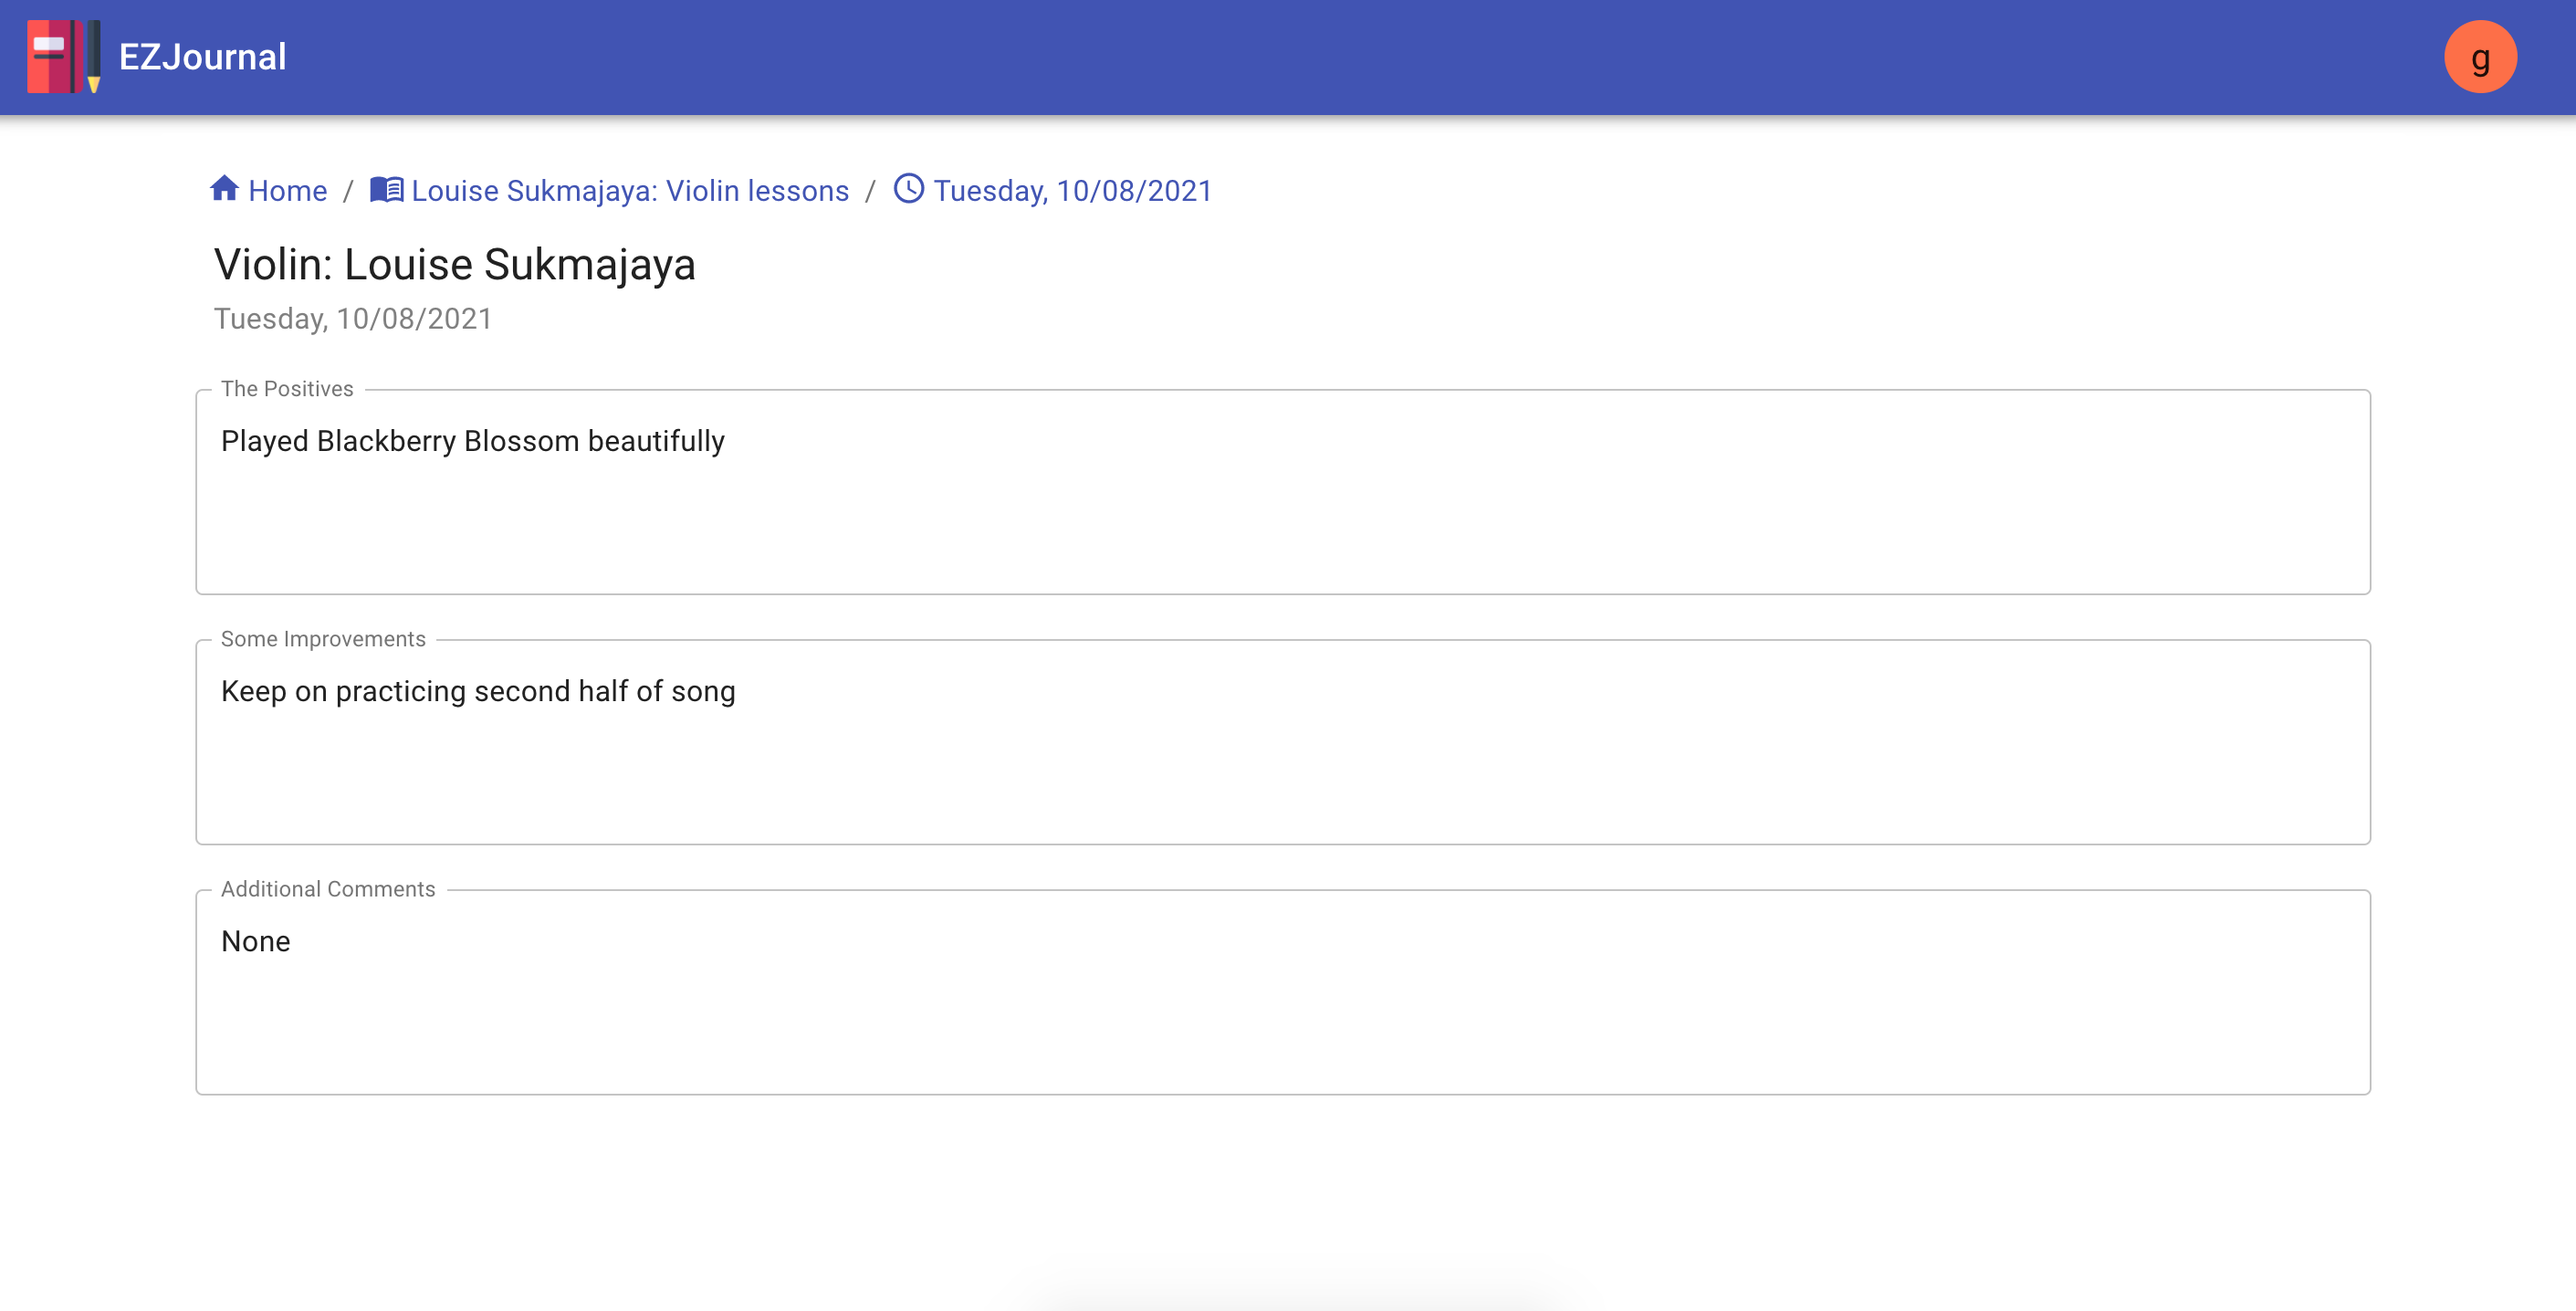 EZJournal
g
Home / Louise Sukmajaya: Violin lessons / Tuesday, 10/08/2021
Violin: Louise Sukmajaya
Tuesday, 10/08/2021
The Positives
Played Blackberry Blossom beautifully
Some Improvements
Keep on practicing second half of song
Additional Comments
None